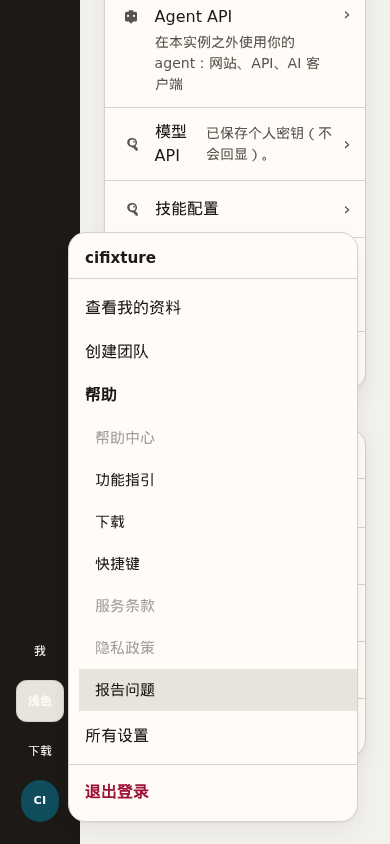 Agent API
在本实例之外使用你的
agent：网站、API、AI 客
户端
模型
API
已保存个人密钥（不
会回显）。
技能配置
cifixture
查看我的资料
创建团队
帮助
帮助中心
功能指引
下载
快捷键
服务条款
隐私政策
报告问题
所有设置
退出登录
我
浅色
下载
CI